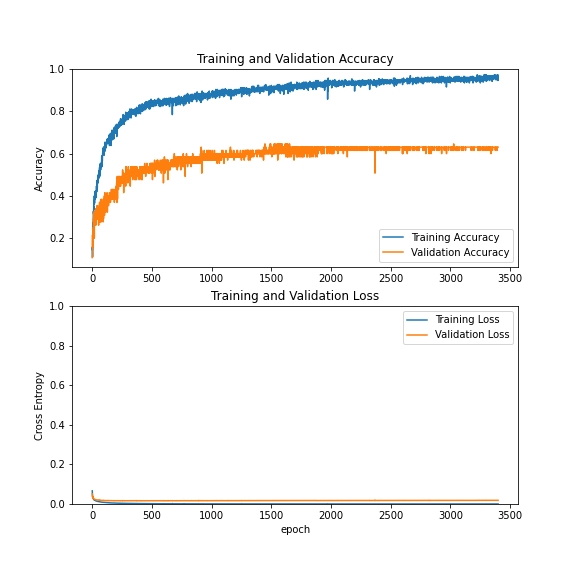 Training and Validation Accuracy
1.0
0.8
0.6
0.4
0.2
Accuracy
Training Accuracy
Validation Accuracy
0 500 1000 1500 2000 2500 3000 3500
Training and Validation Loss
1.0
0.8
0.6
0.4
0.2
0.0
Cross Entropy
Training Loss
Validation Loss
0 500 1000 1500 2000 2500 3000 3500
epoch